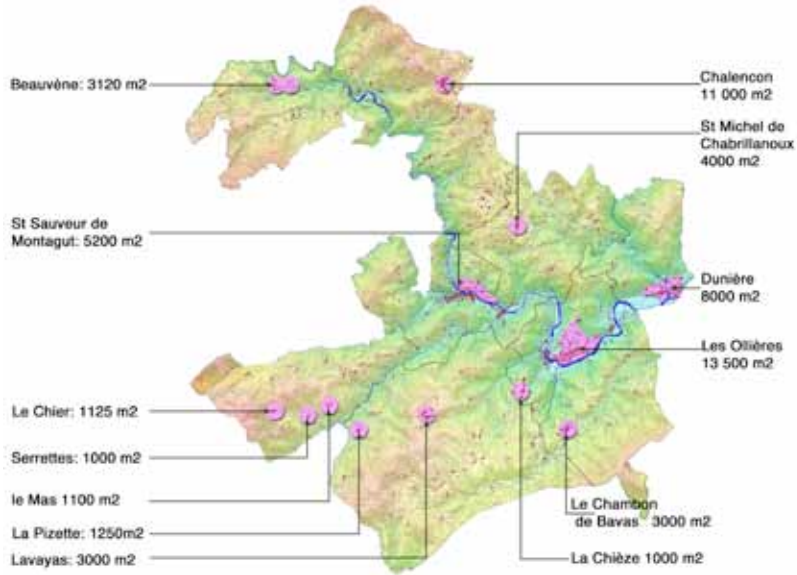 Beauvène: 3120 m2
Chalencon
11 000 m2
St Michel de
Chabrillanoux
4000 m2
St Sauveur de
Montagut: 5200 m2
Dunière
8000 m2
Les Ollières
13 500 m2
Le Chier: 1125 m2
Serrettes: 1000 m2
le Mas 1100 m2
La Pizette: 1250m2
Lavayas: 3000 m2
Le Chambon
de Bavas 3000 m2
La Chièze 1000 m2